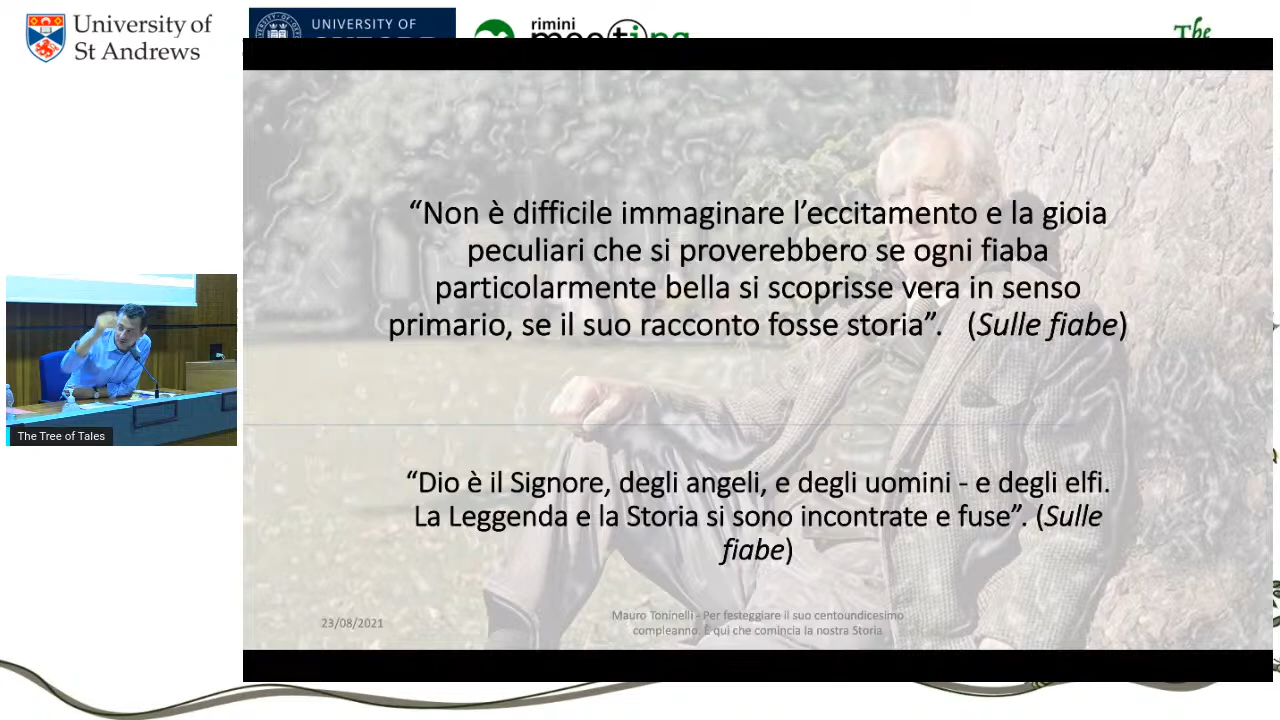 University of
St Andrews
UNIVERSITY OF
rimini
meeting
The
“Non è difficile immaginare l’eccitamento e la gioia
peculiari che si proverebbero se ogni fiaba
particolarmente bella si scoprisse vera in senso
primario, se il suo racconto fosse storia”. (Sulle fiabe)
The Tree of Tales
“Dio è il Signore, degli angeli, e degli uomini - e degli elfi.
La Leggenda e la Storia si sono incontrate e fuse”. (Sulle
fiabe)
23/08/2021
Mauro Toninelli - Per festeggiare il suo centoundicesimo
compleanno. È qui che comincia la nostra Storia